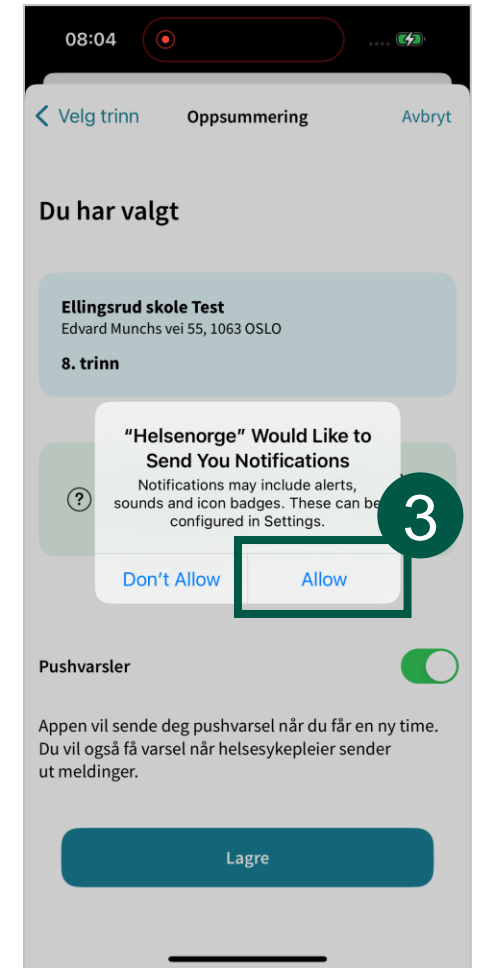 08:04
Velg trinn
Oppsummering
Avbryt
Du har valgt
Ellingsrud skole Test
Edvard Munchs vei 55, 1063 OSLO
8. trinn
“Helsenorge” Would Like to
Send You Notifications
Notifications may include alerts,
sounds and icon badges. These can be
configured in Settings.
?
3
Don’t Allow
Allow
Pushvarsler
Appen vil sende deg pushvarsel når du får en ny time.
Du vil også få varsel når helsesykepleier sender
ut meldinger.
Lagre